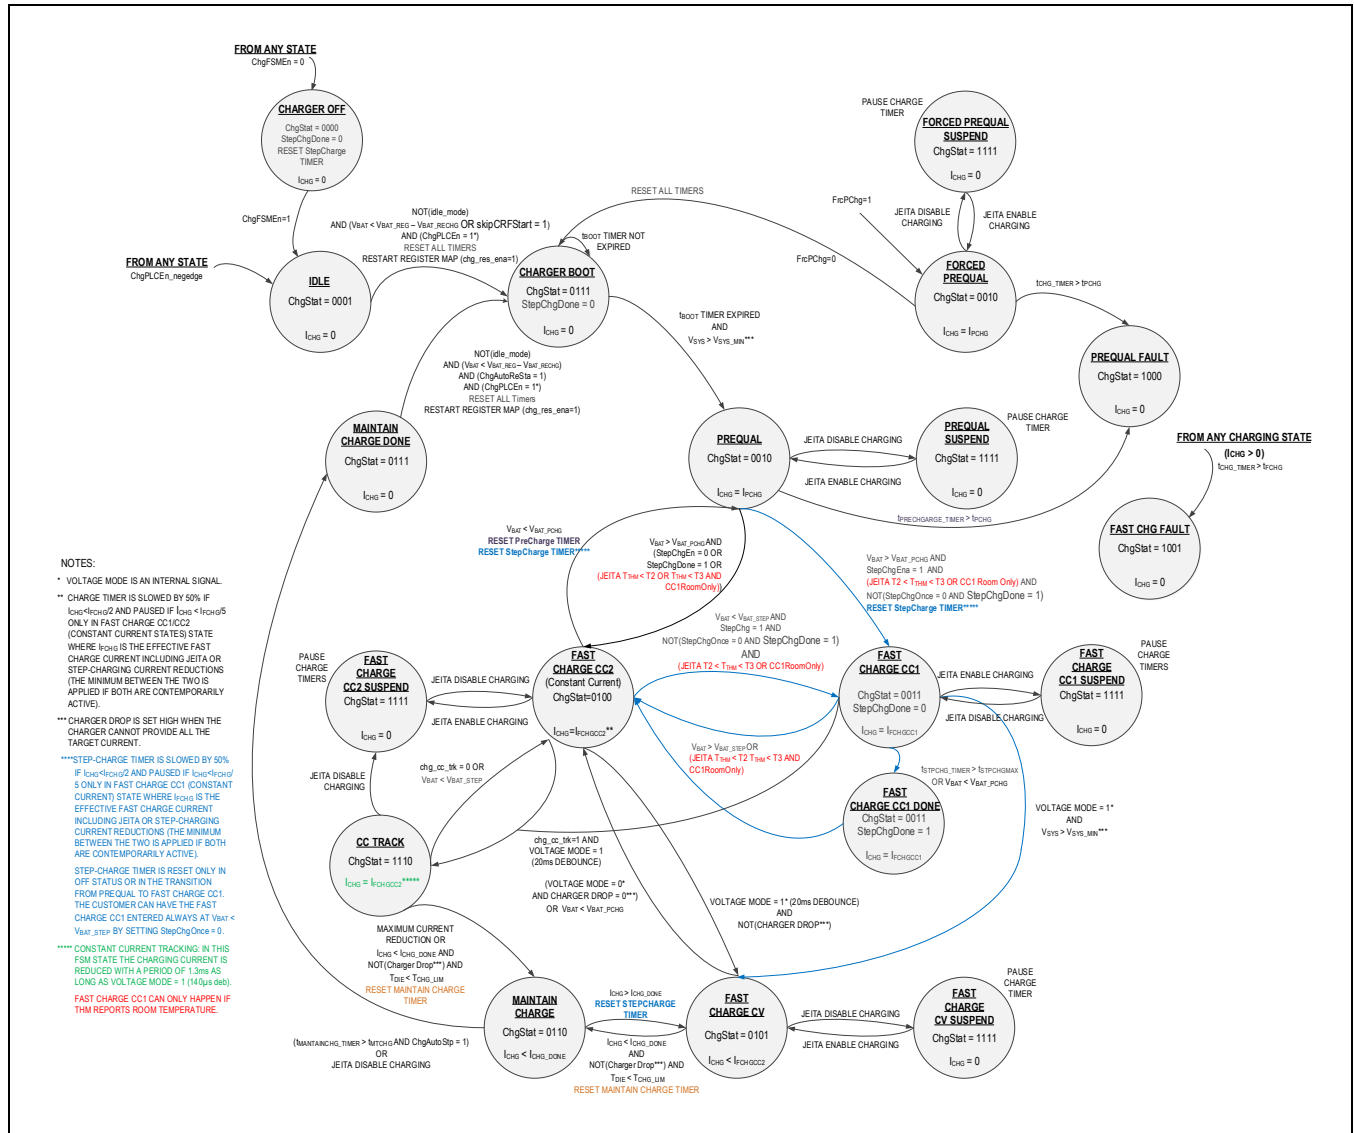 FROM ANY STATE
ChgFSMEn = 0
CHARGER OFF
ChgStat = 0000
StepChgDone = 0
RESET StepCharge
TIMER
ICHG = 0
ChgFSMEn=1
FROM ANY STATE
ChgPLCEn_negedge
IDLE
ChgStat = 0001
ICHG = 0
NOT(idle_mode)
AND (VBAT < VBAT_REG – VBAT_RECHG OR skipCRFStart = 1)
AND (ChgPLCEn = 1*)
RESET ALL TIMERS
RESTART REGISTER MAP (chg_res_ena=1)
RESET ALL TIMERS
tBOOT TIMER NOT
EXPIRED
CHARGER BOOT
ChgStat = 0111
StepChgDone = 0
ICHG = 0
PAUSE CHARGE
TIMER
FORCED PREQUAL
SUSPEND
ChgStat = 1111
ICHG = 0
FrcPChg=1
JEITA DISABLE
CHARGING
JEITA ENABLE
CHARGING
FrcPChg=0
FORCED
PREQUAL
ChgStat = 0010
ICHG = IPCHG
tCHG_TIMER > tPCHG
tBOOT TIMER EXPIRED
AND
VSYS > VSYS_MIN***
PREQUAL FAULT
ChgStat = 1000
ICHG = 0
NOT(idle_mode)
AND (VBAT < VBAT_REG – VBAT_RECHG)
AND (ChgAutoReSta = 1)
AND (ChgPLCEn = 1*)
RESET ALL Timers
RESTART REGISTER MAP (chg_res_ena=1)
MAINTAIN
CHARGE DONE
ChgStat = 0111
ICHG = 0
PREQUAL
ChgStat = 0010
ICHG = IPCHG
JEITA DISABLE CHARGING
JEITA ENABLE CHARGING
PAUSE CHARGE
TIMER
PREQUAL
SUSPEND
ChgStat = 1111
ICHG = 0
FROM ANY CHARGING STATE
(ICHG > 0)
tCHG_TIMER > tFCHG
tPRECHGARGE_TIMER > tPCHG
FAST CHG FAULT
ChgStat = 1001
ICHG = 0
VBAT < VBAT_PCHG
RESET PreCharge TIMER
RESET StepCharge TIMER*****
VBAT > VBAT_PCHG AND
(StepChgEn = 0 OR
StepChgDone = 1 OR
(JEITA TTHM < T2 OR TTHM < T3 AND
CC1RoomOnly))
VBAT > VBAT_PCHG AND
StepChgEna = 1 AND
(JEITA T2 < TTHM < T3 OR CC1 Room Only) AND
NOT(StepChgOnce = 0 AND StepChgDone = 1)
RESET StepCharge TIMER*****
VBAT < VBAT_STEP AND
StepChg = 1 AND
NOT(StepChgOnce = 0 AND StepChgDone = 1)
AND
(JEITA T2 < TTHM < T3 OR CC1RoomOnly)
NOTES:
* VOLTAGE MODE IS AN INTERNAL SIGNAL.
** CHARGE TIMER IS SLOWED BY 50% IF
ICHG<IFCHG/2 AND PAUSED IF ICHG < IFCHG/5
ONLY IN FAST CHARGE CC1/CC2
(CONSTANT CURRENT STATES) STATE
WHERE IFCHG IS THE EFFECTIVE FAST
CHARGE CURRENT INCLUDING JEITA OR
STEP-CHARGING CURRENT REDUCTIONS
(THE MINIMUM BETWEEN THE TWO IS
APPLIED IF BOTH ARE CONTEMPORARILY
ACTIVE).
*** CHARGER DROP IS SET HIGH WHEN THE
CHARGER CANNOT PROVIDE ALL THE
TARGET CURRENT.
****STEP-CHARGE TIMER IS SLOWED BY 50%
IF ICHG<IFCHG/2 AND PAUSED IF ICHG<IFCHG/
5 ONLY IN FAST CHARGE CC1 (CONSTANT
CURRENT) STATE WHERE IFCHG IS THE
EFFECTIVE FAST CHARGE CURRENT
INCLUDING JEITA OR STEP-CHARGING
CURRENT REDUCTIONS (THE MINIMUM
BETWEEN THE TWO IS APPLIED IF BOTH
ARE CONTEMPORARILY ACTIVE).
STEP-CHARGE TIMER IS RESET ONLY IN
OFF STATUS OR IN THE TRANSITION
FROM PREQUAL TO FAST CHARGE CC1.
THE CUSTOMER CAN HAVE THE FAST
CHARGE CC1 ENTERED ALWAYS AT VBAT <
VBAT_STEP BY SETTING StepChgOnce = 0.
***** CONSTANT CURRENT TRACKING: IN THIS
FSM STATE THE CHARGING CURRENT IS
REDUCED WITH A PERIOD OF 1.3ms AS
LONG AS VOLTAGE MODE = 1 (140µs deb).
FAST CHARGE CC1 CAN ONLY HAPPEN IF
THM REPORTS ROOM TEMPERATURE.
PAUSE
CHARGE
TIMERS
FAST
CHARGE
CC2 SUSPEND
ChgStat = 1111
ICHG = 0
JEITA DISABLE CHARGING
JEITA ENABLE CHARGING
FAST
CHARGE CC2
(Constant Current)
ChgStat=0100
ICHG=IFCHGCC2**
FAST
CHARGE CC1
ChgStat = 0011
StepChgDone = 0
ICHG = IFCHGCC1
JEITA ENABLE CHARGING
JEITA DISABLE CHARGING
PAUSE
CHARGE
TIMERS
FAST
CHARGE
CC1 SUSPEND
ChgStat = 1111
ICHG = 0
VBAT > VBAT_STEP OR
(JEITA TTHM < T2 TTHM < T3 AND
CC1RoomOnly)
tSTPCHG_TIMER > tSTPCHGMAX
OR VBAT < VBAT_PCHG
FAST
CHARGE CC1 DONE
ChgStat = 0011
StepChgDone = 1
ICHG = IFCHGCC1
VOLTAGE MODE = 1*
AND
VSYS > VSYS_MIN***
JEITA DISABLE
CHARGING
chg_cc_trk = 0 OR
VBAT < VBAT_STEP
CC TRACK
ChgStat = 1110
ICHG = IFCHGCC2*****
chg_cc_trk=1 AND
VOLTAGE MODE = 1
(20ms DEBOUNCE)
(VOLTAGE MODE = 0*
AND CHARGER DROP = 0***)
OR VBAT < VBAT_PCHG
VOLTAGE MODE = 1* (20ms DEBOUNCE)
AND
NOT(CHARGER DROP***)
MAXIMUM CURRENT
REDUCTION OR
ICHG < ICHG_DONE AND
NOT(Charger Drop***) AND
TDIE < TCHG_LIM
RESET MAINTAIN CHARGE
TIMER
MAINTAIN
CHARGE
ChgStat = 0110
ICHG < ICHG_DONE
ICHG > ICHG_DONE
RESET STEPCHARGE
TIMER
ICHG < ICHG_DONE
AND
NOT(Charger Drop***) AND
TDIE < TCHG_LIM
RESET MAINTAIN CHARGE TIMER
FAST
CHARGE CV
ChgStat = 0101
ICHG < IFCHGCC2
JEITA DISABLE CHARGING
JEITA ENABLE CHARGING
PAUSE
CHARGE
TIMER
FAST
CHARGE
CV SUSPEND
ChgStat = 1111
ICHG = 0
(tMANTAINCHG_TIMER > tMTCHG AND ChgAutoStp = 1)
OR
JEITA DISABLE CHARGING